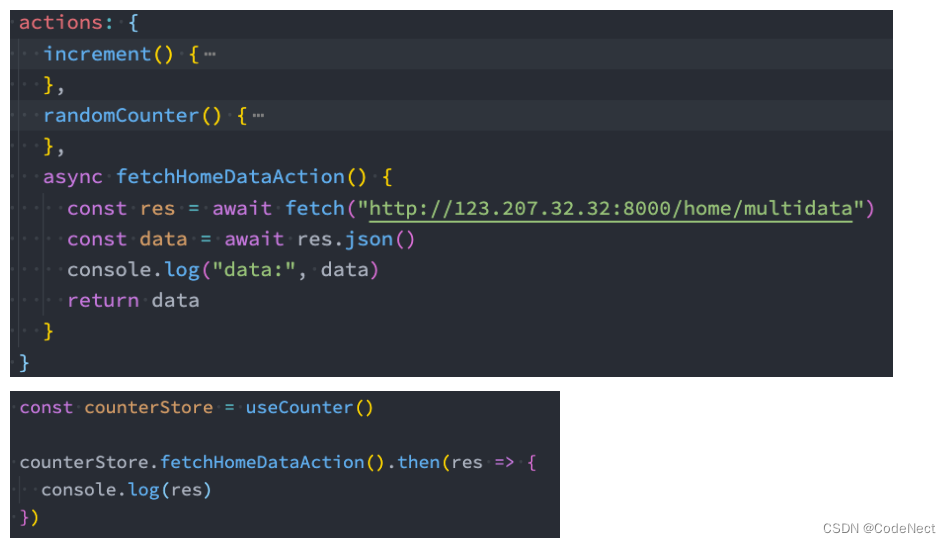 actions: {
  increment() {⋯
  },
  randomCounter() {⋯
  },
  async fetchHomeDataAction() {
    const res = await fetch("http://123.207.32.32:8000/home/multidata")
    const data = await res.json()
    console.log("data:", data)
    return data
  }
}
const counterStore = useCounter()
counterStore.fetchHomeDataAction().then(res => {
  console.log(res)
})
CSDN @CodeNect